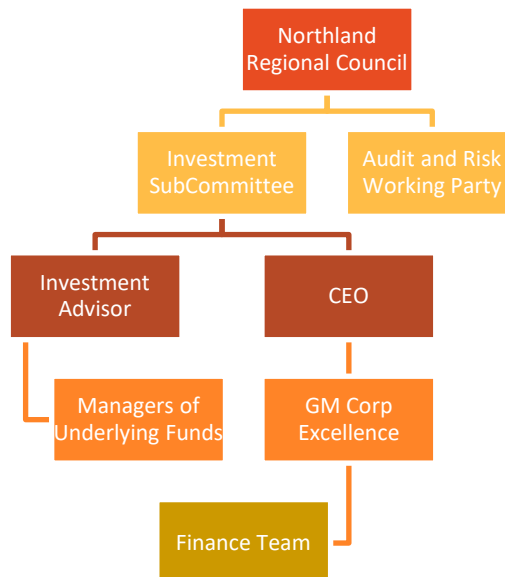 Northland
Regional Council
Investment
SubCommittee
Audit and Risk
Working Party
Investment
Advisor
CEO
Managers of
Underlying Funds
GM Corp
Excellence
Finance Team